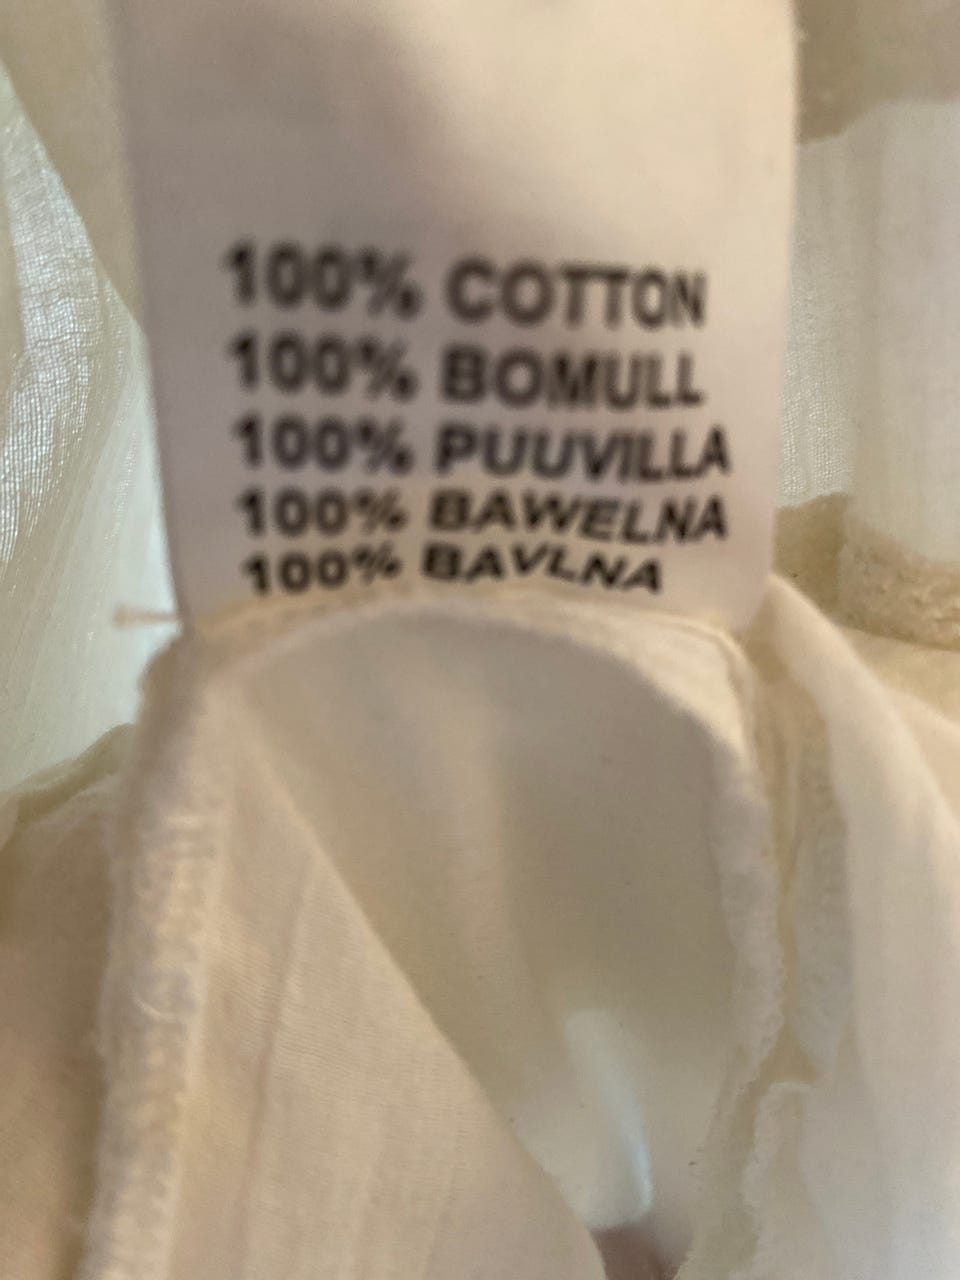 100% COTTON
100% BOMULL
100% PUUVILLA
100% BAWELNA
100% BAVLNA